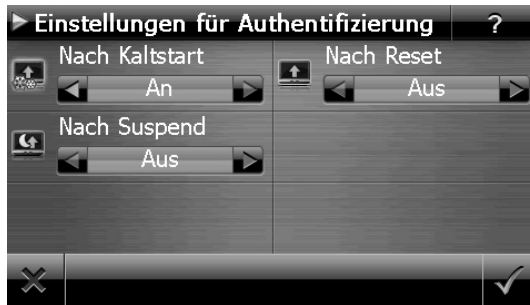 Einstellungen für Authentifizierung ?
Nach Kaltstart
An
Nach Reset
Aus
Nach Suspend
Aus